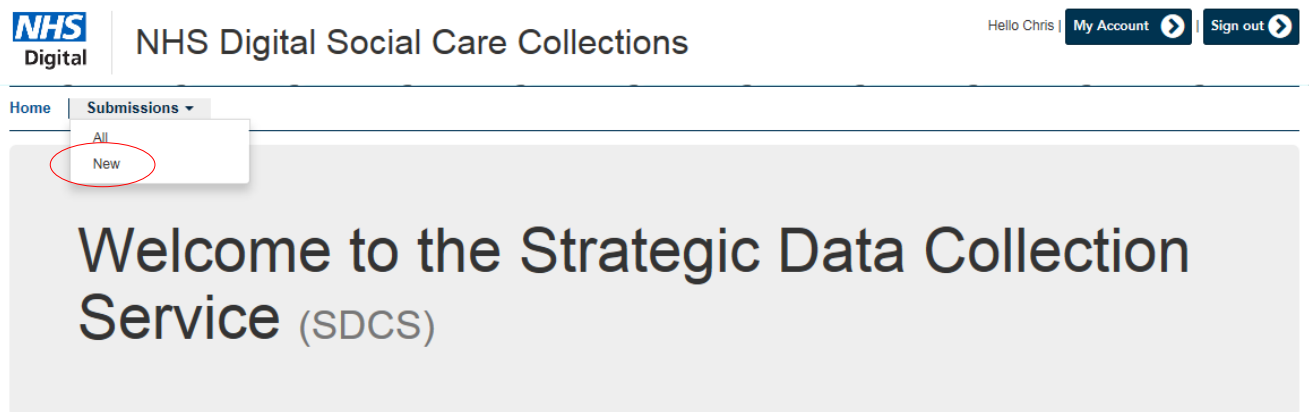 NHS
Digital
NHS Digital Social Care Collections
Hello Chris | My Account | Sign out
Home Submissions
All
New
Welcome to the Strategic Data Collection
Service (SDCS)